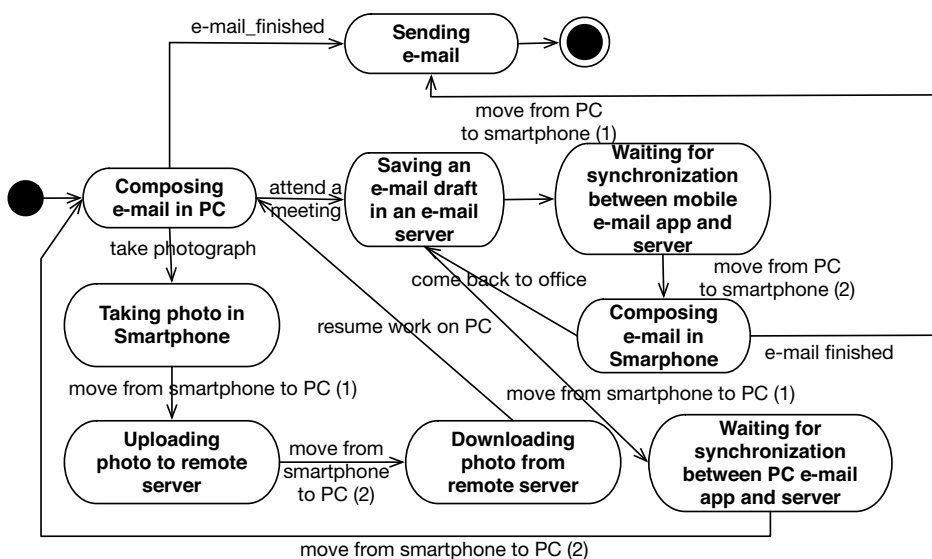 e-mail_finished
Sending
e-mail
move from PC
to smartphone (1)
Composing
e-mail in PC
attend a
meeting
Saving an
e-mail draft
in an e-mail
server
Waiting for
synchronization
between mobile
e-mail app and
server
take photograph
come back to office
move from PC
to smartphone (2)
Taking photo in
Smartphone
resume work on PC
Composing
e-mail in
Smarphone
e-mail finished
move from smartphone to PC (1)
move from smartphone to PC (1)
Uploading
photo to remote
server
move from
smartphone
to PC (2)
Downloading
photo from
remote server
Waiting for
synchronization
between PC e-mail
app and server
move from smartphone to PC (2)